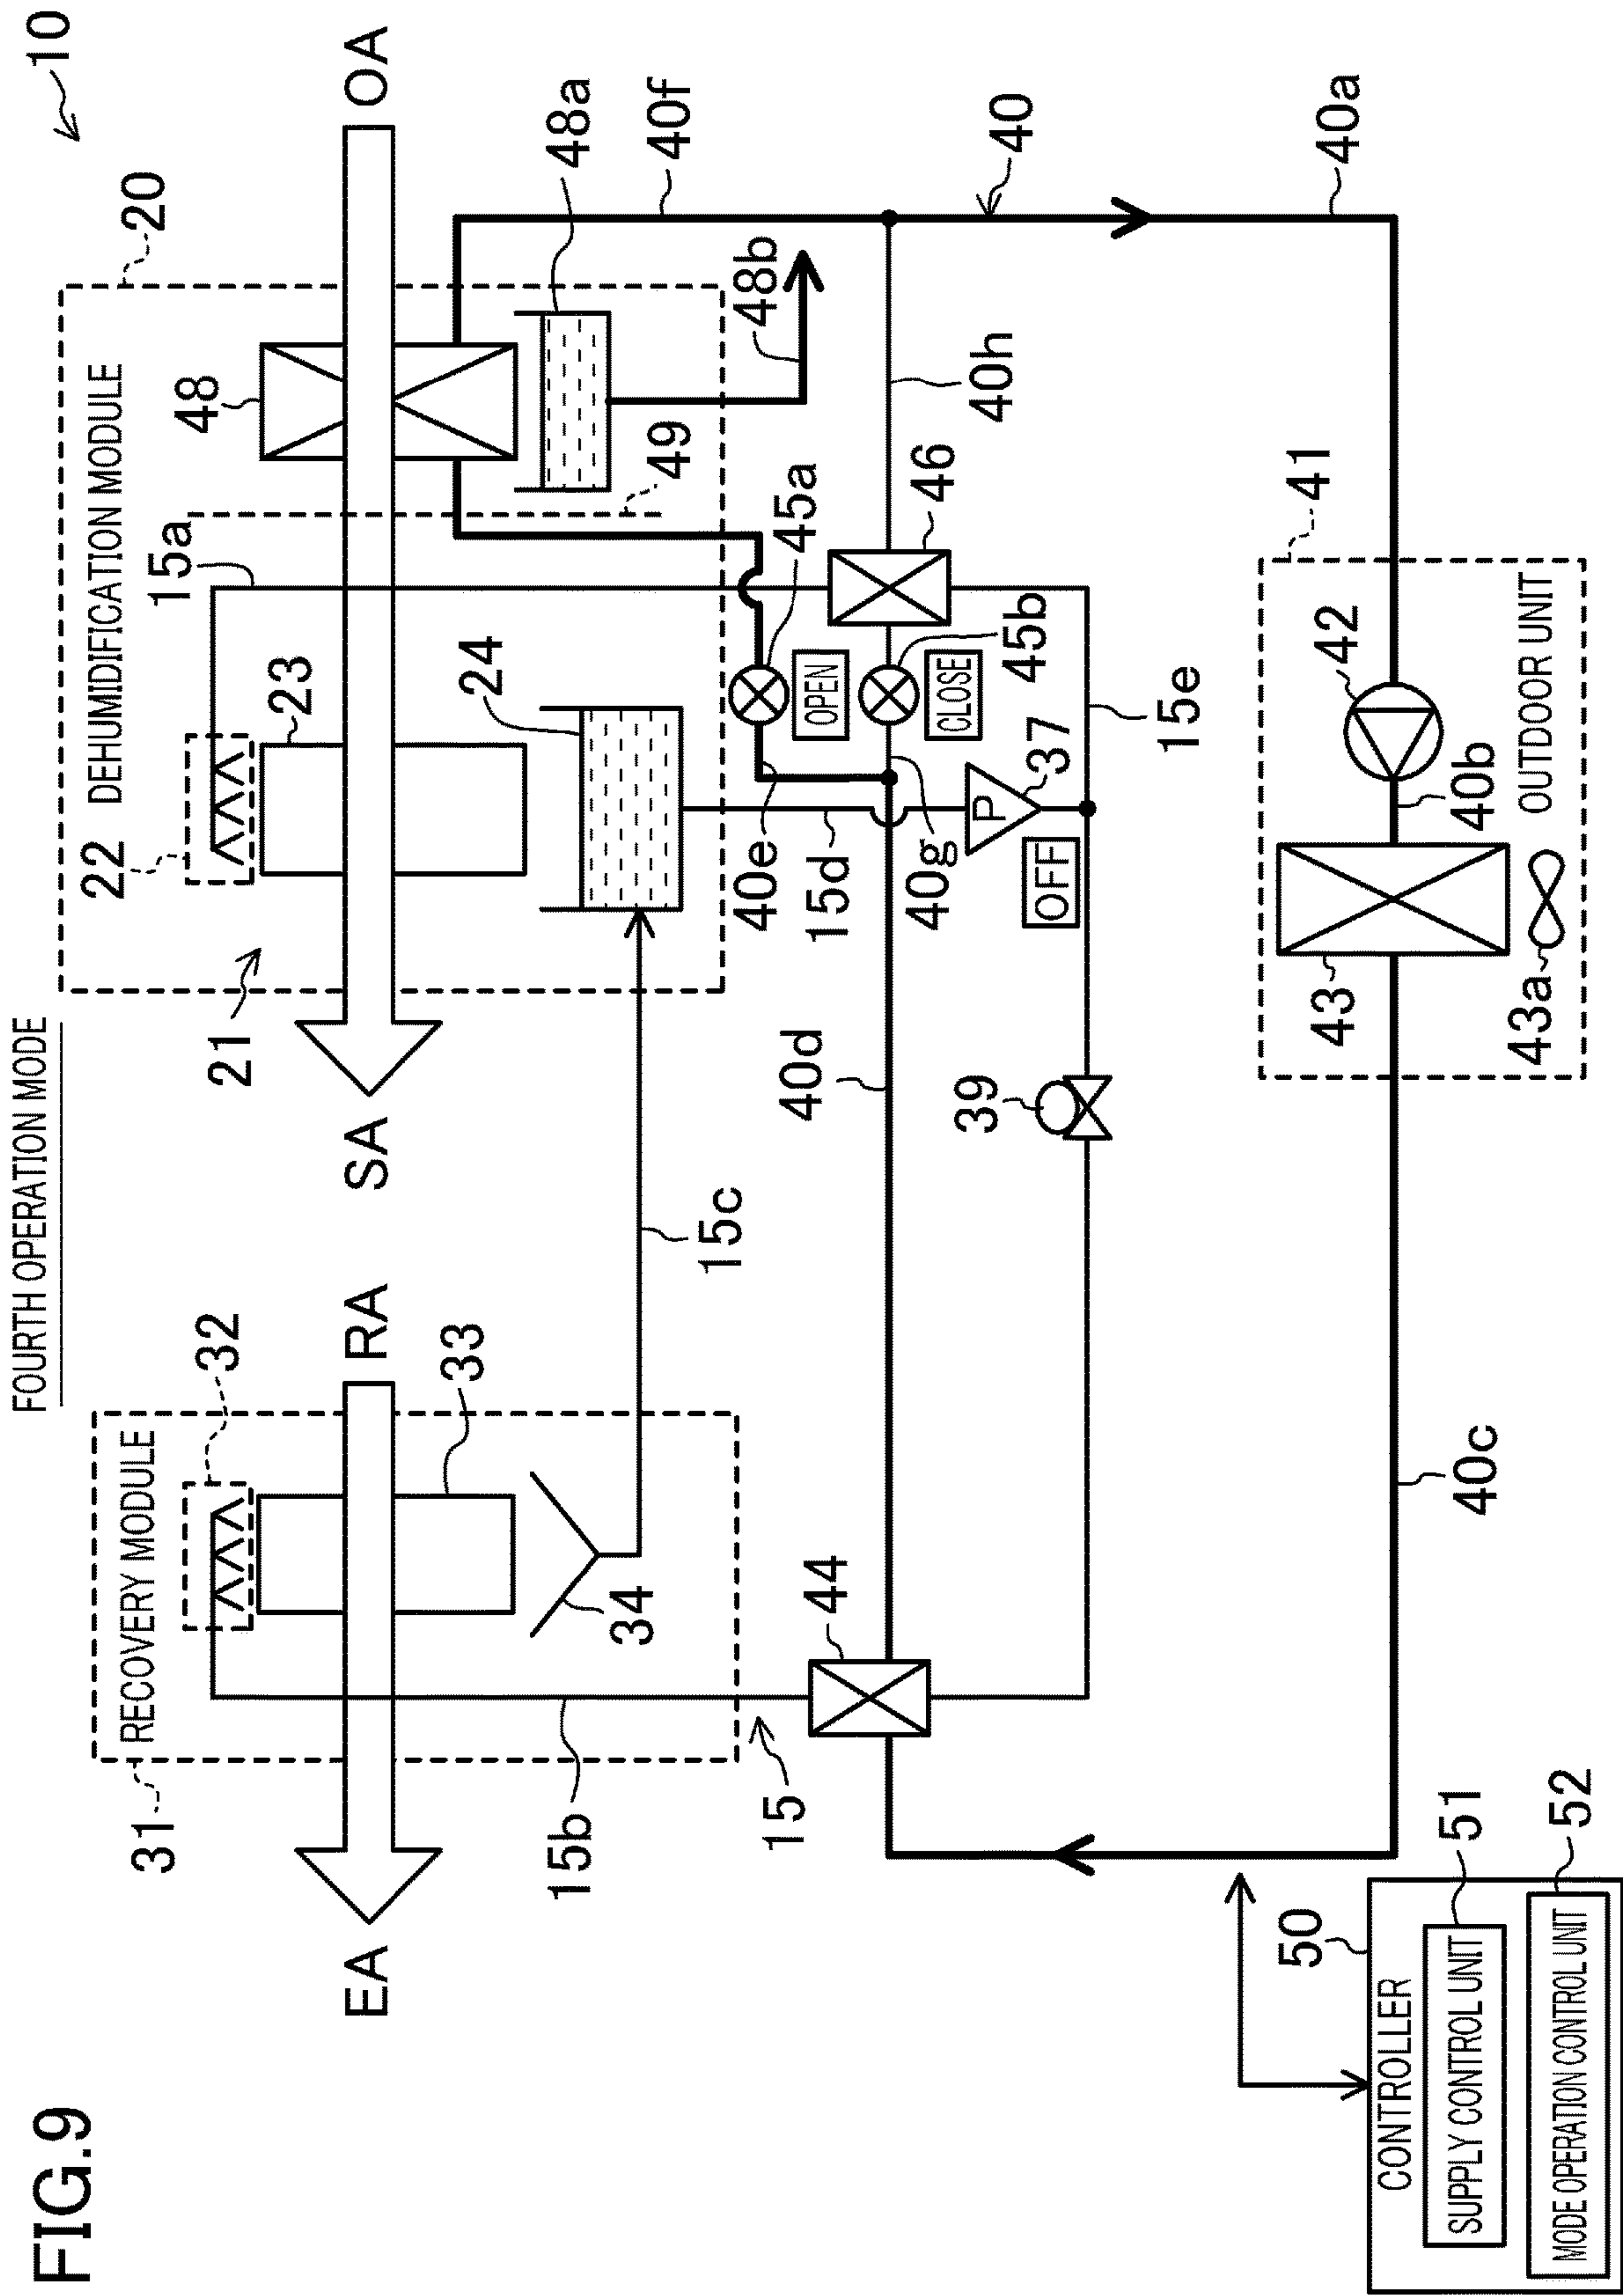 FIG.9
FOURTH OPERATION MODE
10
31
RECOVERY MODULE
32
33
34
EA
RA
15b
15
15c
44
20
DEHUMIDIFICATION MODULE
21
22
23
24
15a
48
49
48a
48b
SA
OA
40f
40e
15d
40g
45a
OPEN
45b
CLOSE
46
40h
40
40a
40d
37
P
OFF
39
15e
41
OUTDOOR UNIT
42
40b
43
43a
40c
50
CONTROLLER
51
SUPPLY CONTROL UNIT
52
MODE OPERATION CONTROL UNIT